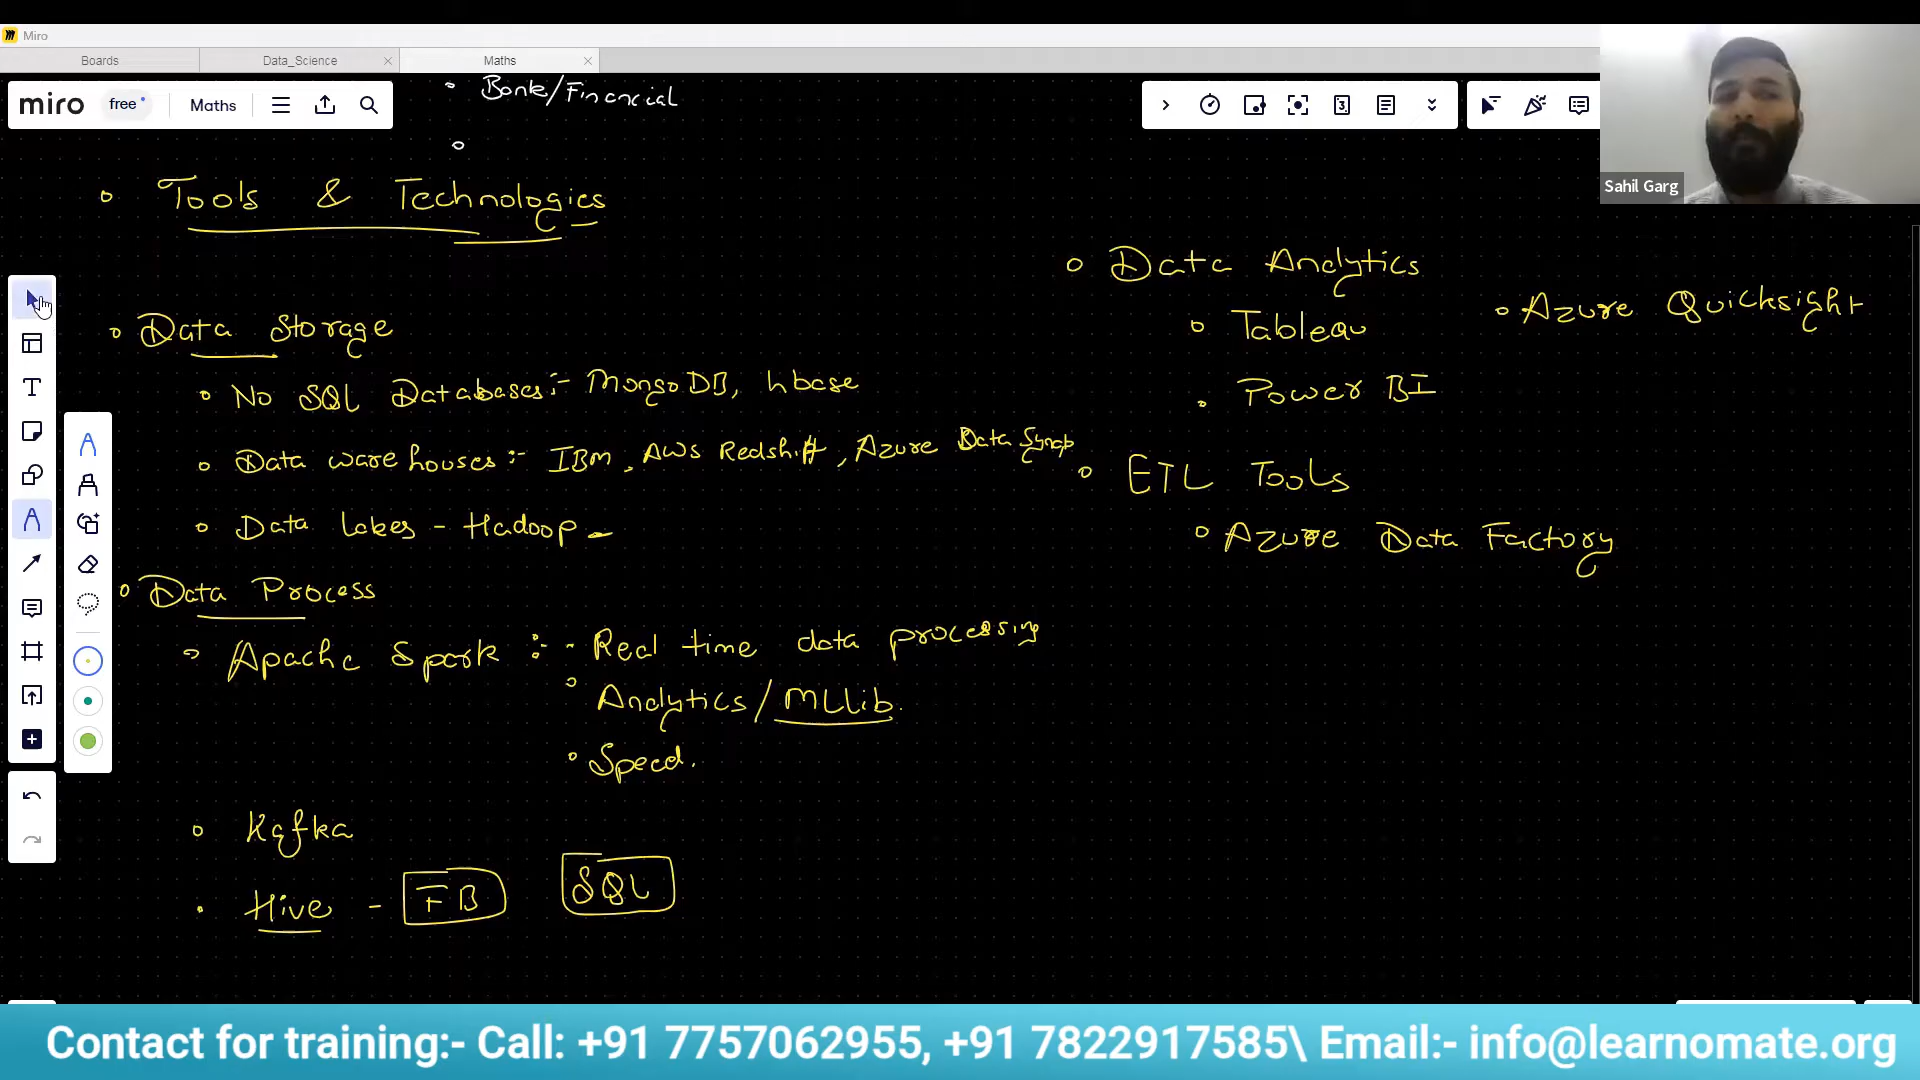 Miro
Boards
Data_Science
Maths
miro free Maths
Bank/Financial
Sahil Garg
Tools & Technologies
Data Storage
No SQL Databases:- MongoDB, hbase
Data warehouses:- IBM, AWS Redshift, Azure Data Synap
Data lakes - Hadoop -
Data Process
Apache Spark :- Real time data processing
Analytics/MLlib.
Speed.
Kafka
Hive - FB SQL
Data Analytics
Tableau
Azure Quicksight
Power BI
ETL Tools
Azure Data Factory
Contact for training:- Call: +91 7757062955, +91 7822917585\ Email:- info@learnomate.org